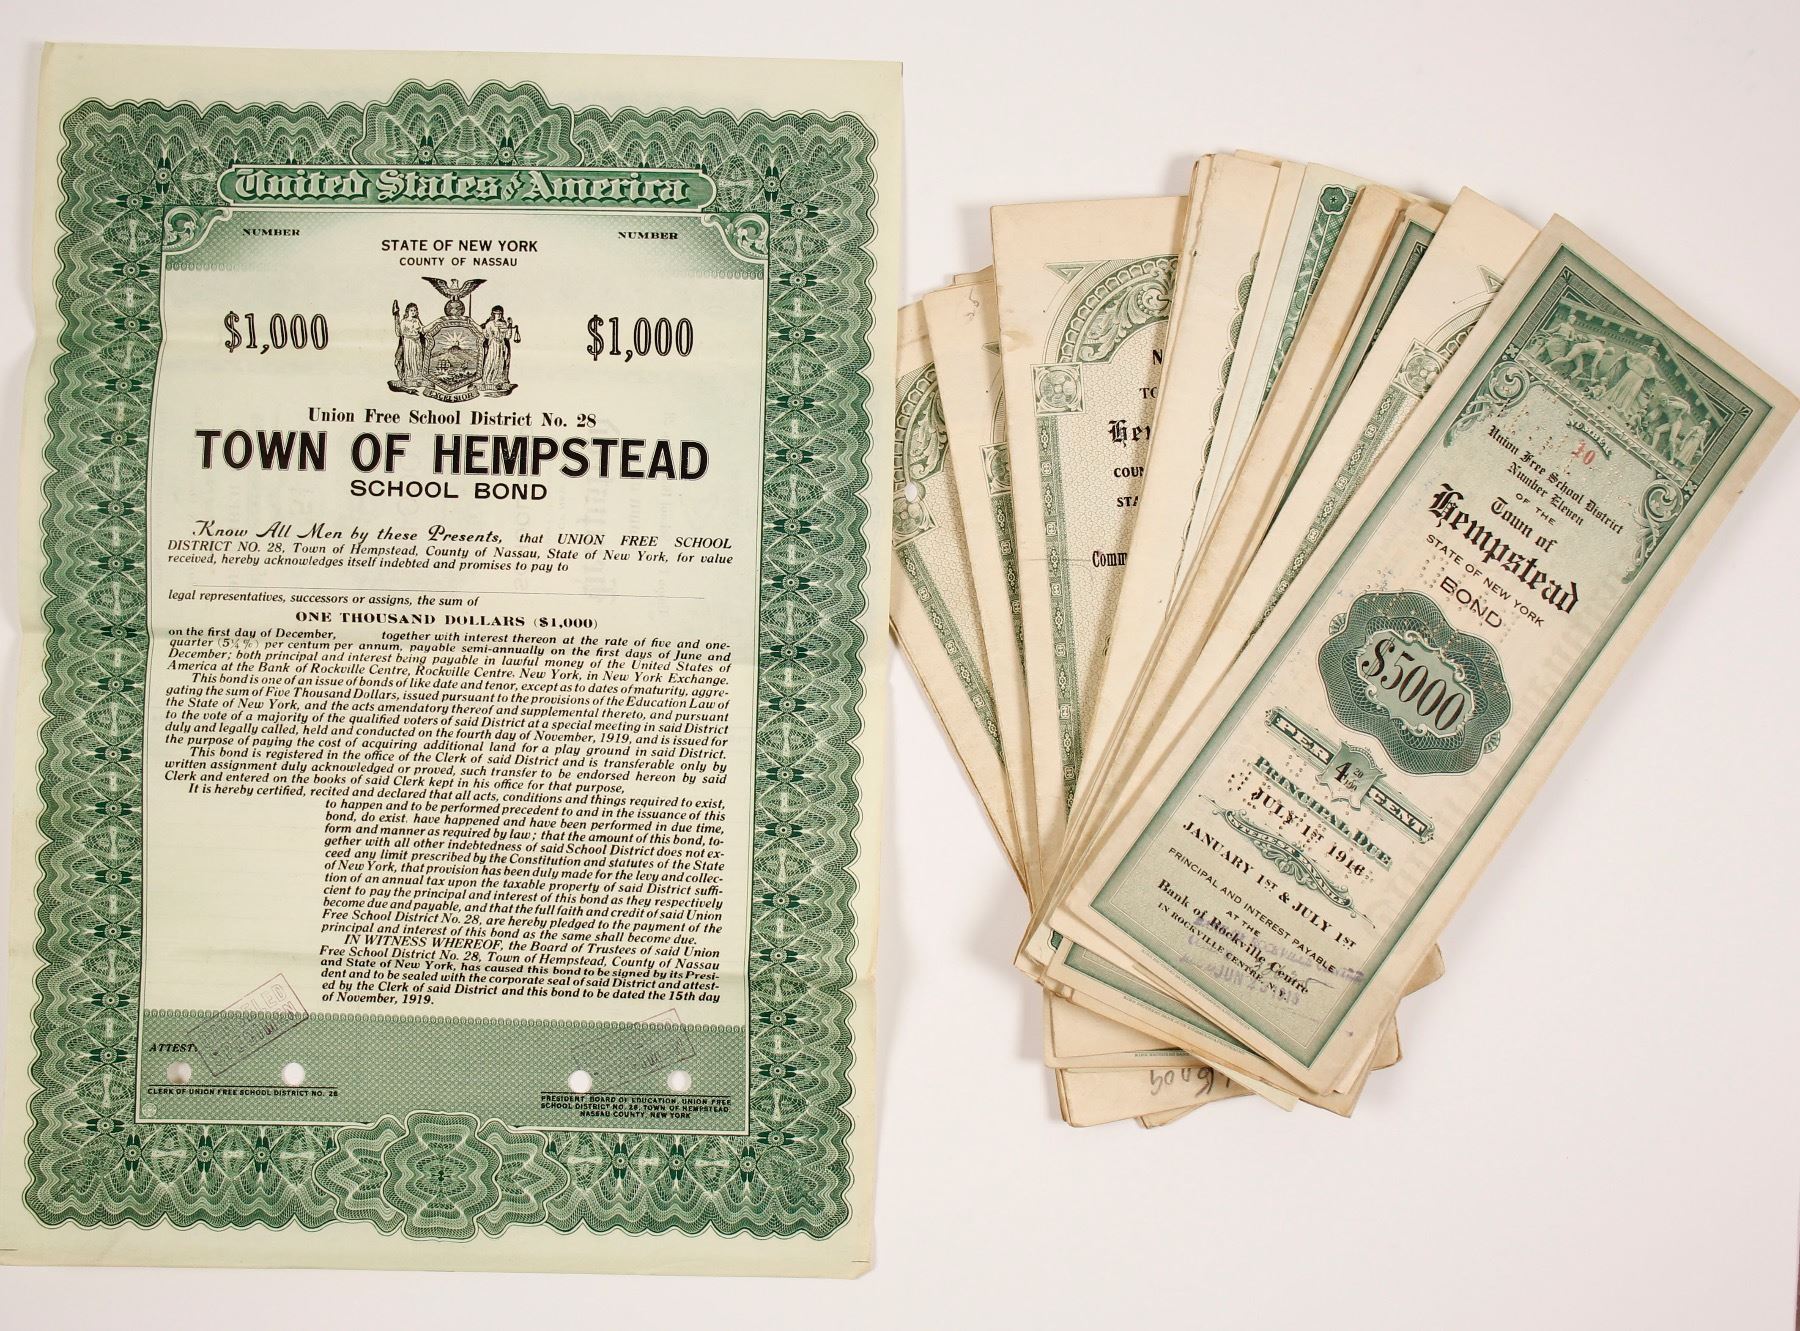 United States of America
NUMBER
NUMBER
STATE OF NEW YORK
COUNTY OF NASSAU
$1,000
$1,000
EXCELSIOR
Union Free School District No. 28
TOWN OF HEMPSTEAD
SCHOOL BOND
Know All Men by these Presents, that UNION FREE SCHOOL
DISTRICT NO. 28, Town of Hempstead, County of Nassau, State of New York, for value
received, hereby acknowledges itself indebted and promises to pay to
legal representatives, successors or assigns, the sum of
ONE THOUSAND DOLLARS ($1,000)
on the first day of December, together with interest thereon at the rate of five and one-
quarter (5¼%) per centum per annum, payable semi-annually on the first days of June and
December; both principal and interest being payable in lawful money of the United States of
America at the Bank of Rockville Centre, Rockville Centre, New York, in New York Exchange.
This bond is one of an issue of bonds of like date and tenor, except as to dates of maturity, aggre-
gating the sum of Five Thousand Dollars, issued pursuant to the provisions of the Education Law of
the State of New York, and the acts amendatory thereof and supplemental thereto, and pursuant
to the vote of a majority of the qualified voters of said District at a special meeting in said District
duly and legally called, held and conducted on the fourth day of November, 1919, and is issued for
the purpose of paying the cost of acquiring additional land for a play ground in said District.
This bond is registered in the office of the Clerk of said District and is transferable only by
written assignment duly acknowledged or proved, such transfer to be endorsed hereon by said
Clerk and entered on the books of said Clerk kept in his office for that purpose,
It is hereby certified, recited and declared that all acts, conditions and things required to exist,
to happen and to be performed precedent to and in the issuance of this
bond, do exist, have happened and have been performed in due time,
form and manner as required by law; that the amount of this bond, to-
gether with all other indebtedness of said School District does not ex-
ceed any limit prescribed by the Constitution and statutes of the State
of New York, that provision has been duly made for the levy and collec-
tion of an annual tax upon the taxable property of said District suffi-
cient to pay the principal and interest of this bond as they respectively
become due and payable, and that the full faith and credit of said Union
Free School District No. 28, are hereby pledged to the payment of the
principal and interest of this bond as the same shall become due.
IN WITNESS WHEREOF, the Board of Trustees of said Union
Free School District No. 28, Town of Hempstead, County of Nassau
and State of New York, has caused this bond to be signed by its Presi-
dent and to be sealed with the corporate seal of said District and attest-
ed by the Clerk of said District and this bond to be dated the 15th day
of November, 1919.
ATTEST:
SPECIMEN
CLERK OF UNION FREE SCHOOL DISTRICT NO. 28
PRESIDENT BOARD OF EDUCATION, UNION FREE
SCHOOL DISTRICT NO. 28, TOWN OF HEMPSTEAD,
NASSAU COUNTY, NEW YORK
N
TO
Hem
COUN
STA
Comm
10
Union Free School District
Number Eleven
OF THE
Town of
Hempstead
STATE OF NEW YORK
BOND
$5000
PER 4 20/100 CENT
PRINCIPAL DUE
JULY 1ST 1916
INTEREST PAYABLE
JANUARY 1ST & JULY 1ST
PRINCIPAL AND INTEREST PAYABLE
AT THE
Bank of Rockville Centre
IN ROCKVILLE CENTRE, N.Y.